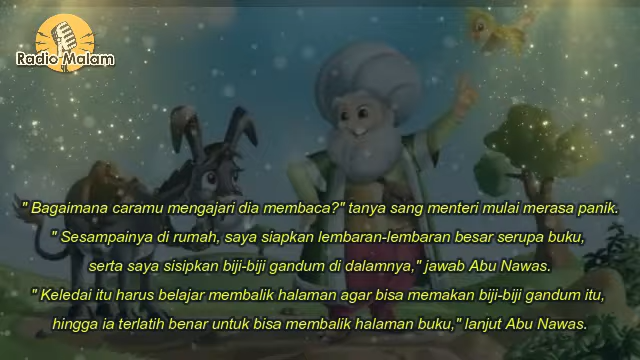 Radio Malam
" Bagaimana caramu mengajari dia membaca?" tanya sang menteri mulai merasa panik.
" Sesampainya di rumah, saya siapkan lembaran-lembaran besar serupa buku,
serta saya sisipkan biji-biji gandum di dalamnya," jawab Abu Nawas.
" Keledai itu harus belajar membalik halaman agar bisa memakan biji-biji gandum itu,
hingga ia terlatih benar untuk bisa membalik halaman buku," lanjut Abu Nawas.